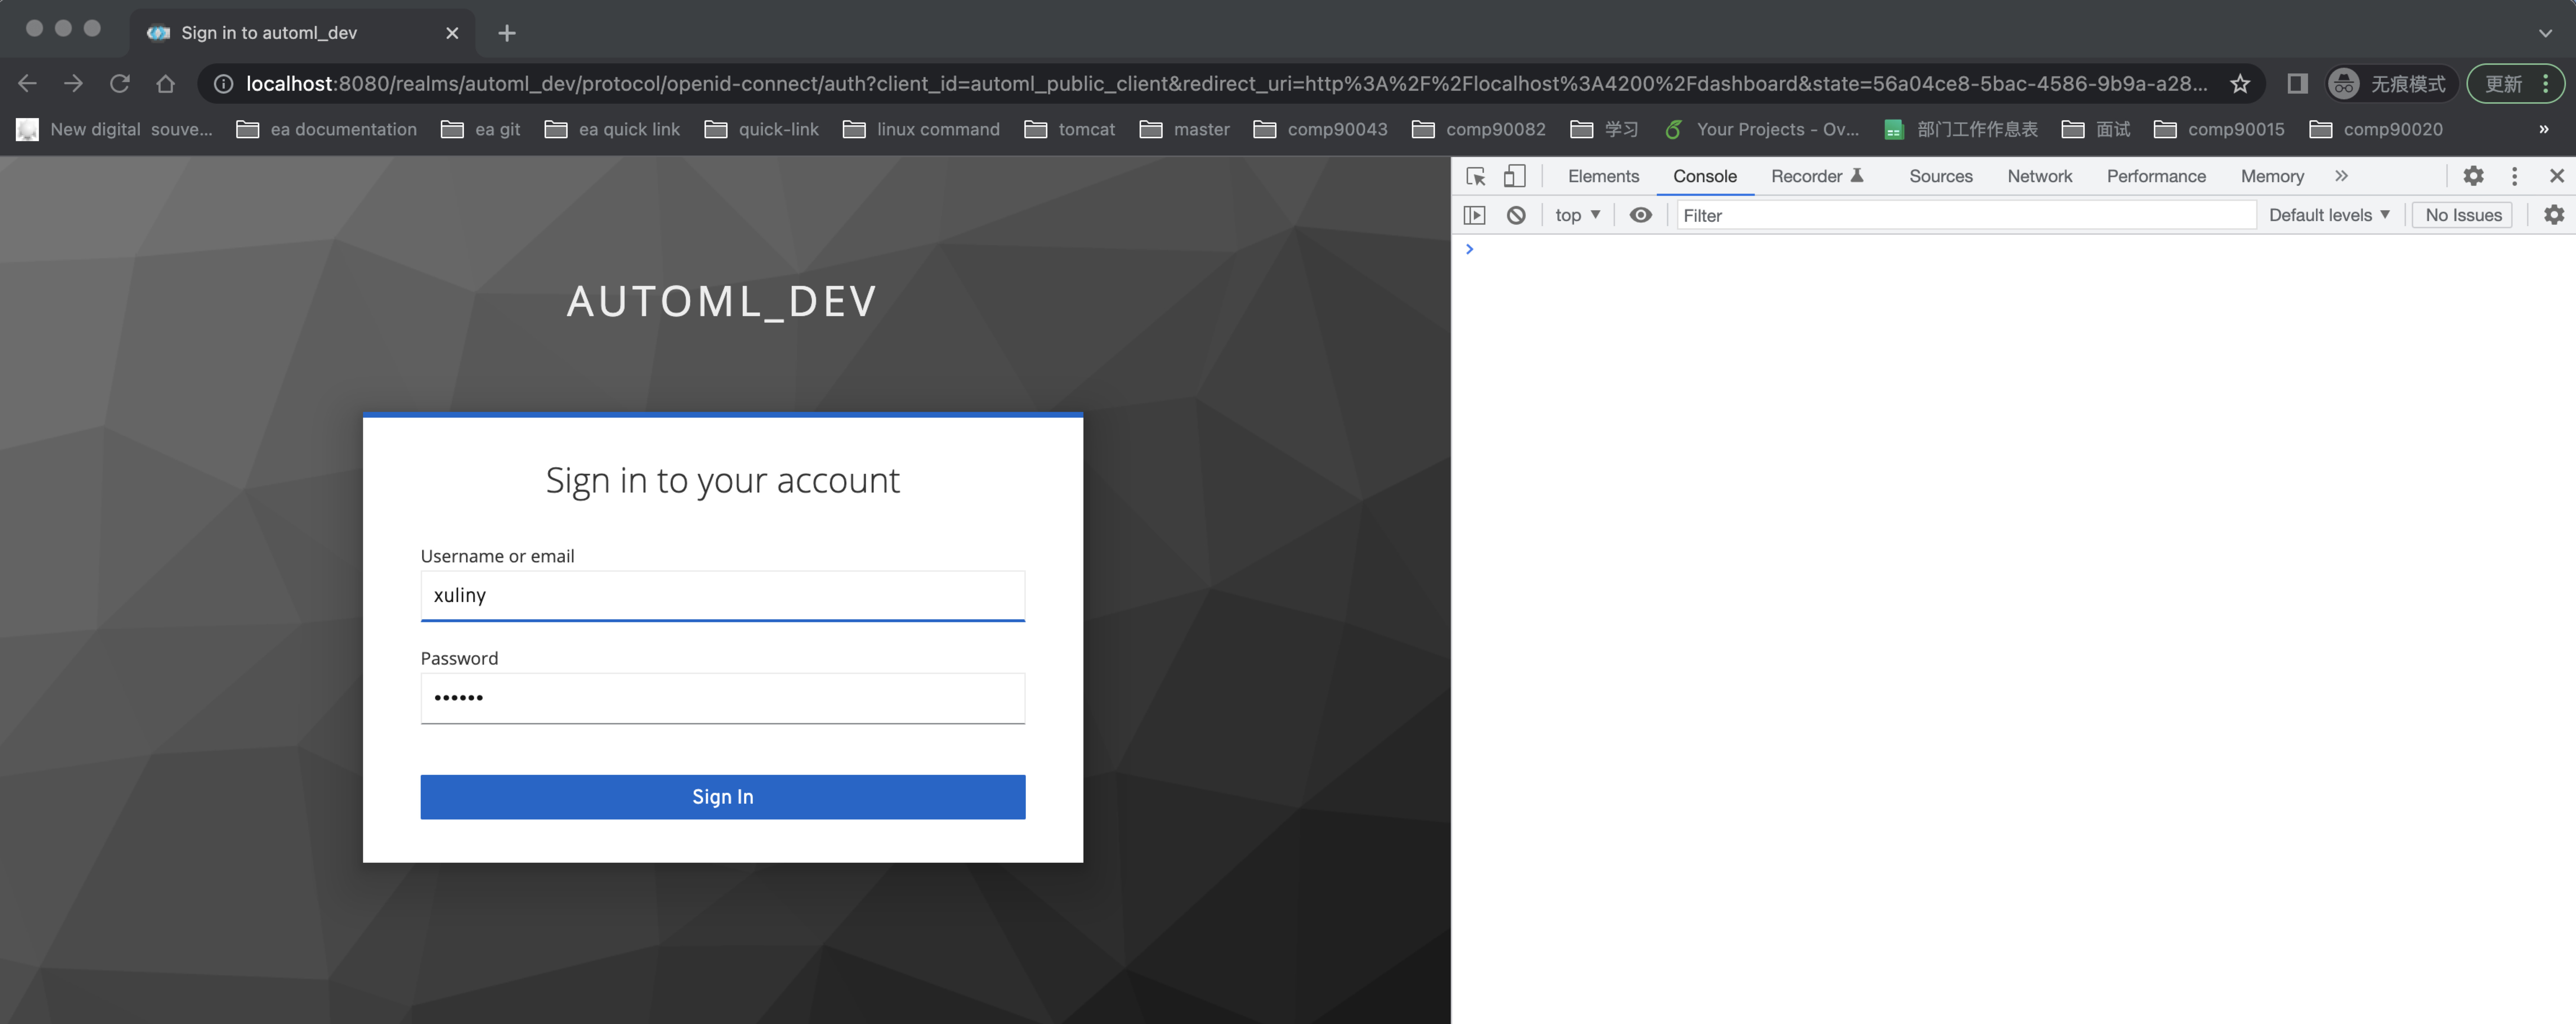 Sign in to automl_dev
localhost:8080/realms/automl_dev/protocol/openid-connect/auth?client_id=automl_public_client&redirect_uri=http%3A%2F%2Flocalhost%3A4200%2Fdashboard&state=56a04ce8-5bac-4586-9b9a-a28... 无痕模式 更新
New digital souve... ea documentation ea git ea quick link quick-link linux command tomcat master comp90043 comp90082 学习 Your Projects - Ov... 部门工作作息表 面试 comp90015 comp90020 »
Elements Console Recorder Sources Network Performance Memory »
top Filter Default levels No Issues
>
AUTOML_DEV
Sign in to your account
Username or email
xuliny
Password
••••••
Sign In